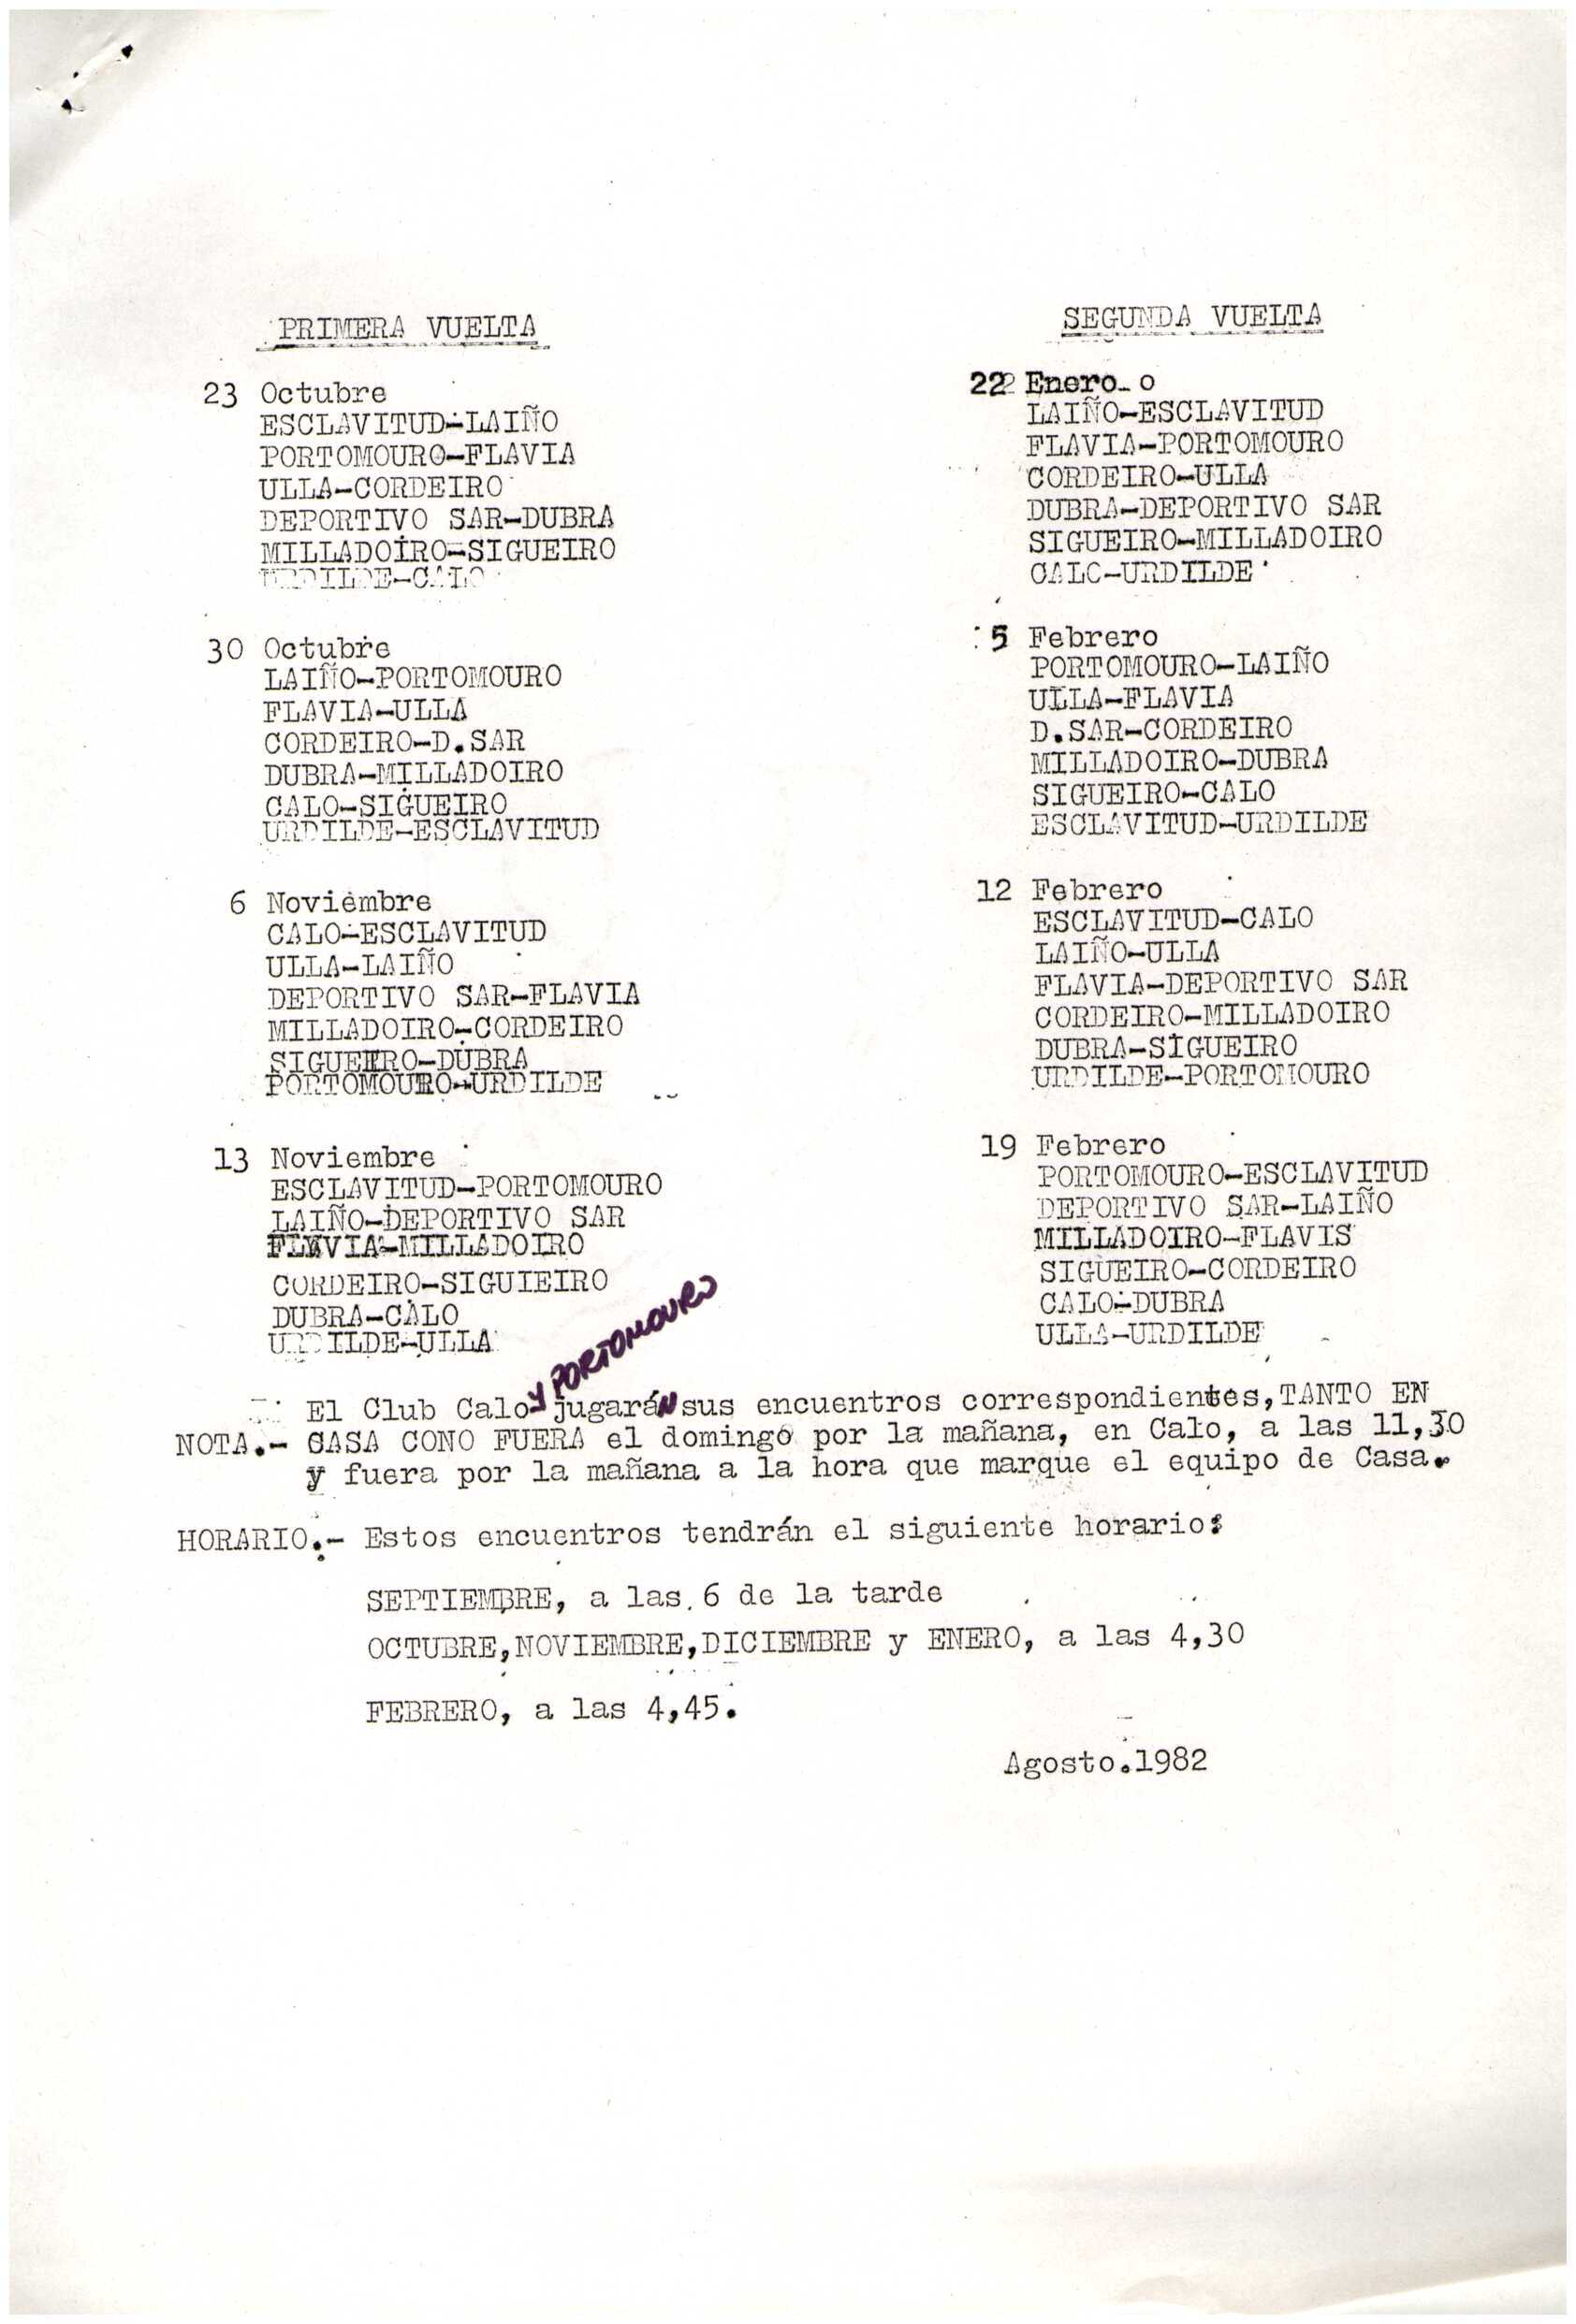 PRIMERA VUELTA
23 Octubre
ESCLAVITUD-LAIÑO
PORTOMOURO-FLAVIA
ULLA-CORDEIRO
DEPORTIVO SAR-DUBRA
MILLADOIRO-SIGUEIRO
URDILDE-CALO
30 Octubre
LAIÑO-PORTOMOURO
FLAVIA-ULLA
CORDEIRO-D.SAR
DUBRA-MILLADOIRO
CALO-SIGUEIRO
URDILDE-ESCLAVITUD
6 Noviembre
CALO-ESCLAVITUD
ULLA-LAIÑO
DEPORTIVO SAR-FLAVIA
MILLADOIRO-CORDEIRO
SIGUEIRO-DUBRA
PORTOMOURO-URDILDE
13 Noviembre
ESCLAVITUD-PORTOMOURO
LAIÑO-DEPORTIVO SAR
FLAVIA-MILLADOIRO
CORDEIRO-SIGUIEIRO
DUBRA-CALO
URDILDE-ULLA
SEGUNDA VUELTA
22 Enero
LAIÑO-ESCLAVITUD
FLAVIA-PORTOMOURO
CORDEIRO-ULLA
DUBRA-DEPORTIVO SAR
SIGUEIRO-MILLADOIRO
CALO-URDILDE
5 Febrero
PORTOMOURO-LAIÑO
ULLA-FLAVIA
D.SAR-CORDEIRO
MILLADOIRO-DUBRA
SIGUEIRO-CALO
ESCLAVITUD-URDILDE
12 Febrero
ESCLAVITUD-CALO
LAIÑO-ULLA
FLAVIA-DEPORTIVO SAR
CORDEIRO-MILLADOIRO
DUBRA-SIGUEIRO
URDILDE-PORTOMOURO
19 Febrero
PORTOMOURO-ESCLAVITUD
DEPORTIVO SAR-LAIÑO
MILLADOIRO-FLAVIS
SIGUEIRO-CORDEIRO
CALO-DUBRA
ULLA-URDILDE
El Club Calo Y PORTOMOURO jugaráN sus encuentros correspondientes,TANTO EN
NOTA.- CASA CONO FUERA el domingo por la mañana, en Calo, a las 11,30
y fuera por la mañana a la hora que marque el equipo de Casa.
HORARIO.- Estos encuentros tendrán el siguiente horario:
SEPTIEMBRE, a las 6 de la tarde
OCTUBRE,NOVIEMBRE,DICIEMBRE y ENERO, a las 4,30
FEBRERO, a las 4,45.
Agosto.1982